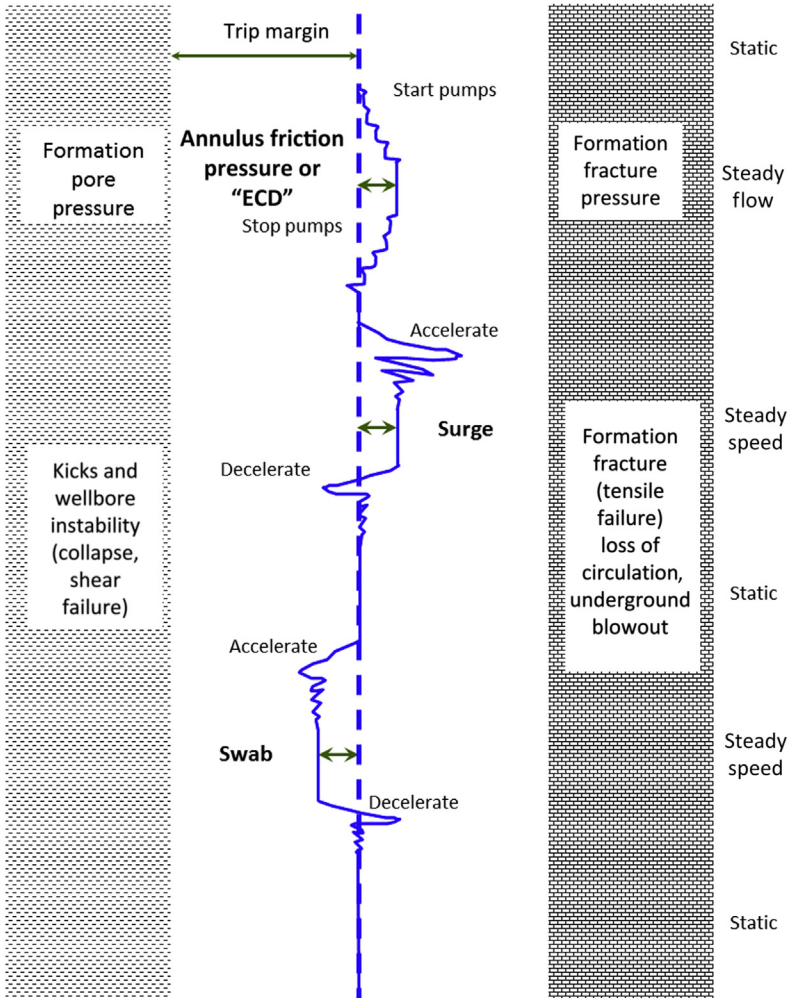 Trip margin
Static
Start pumps
Formation
pore
pressure
Annulus friction
pressure or
“ECD”
Formation
fracture
pressure
Steady
flow
Stop pumps
Accelerate
Surge
Steady
speed
Decelerate
Kicks and
wellbore
instability
(collapse,
shear
failure)
Formation
fracture
(tensile
failure)
loss of
circulation,
underground
blowout
Static
Accelerate
Swab
Steady
speed
Decelerate
Static